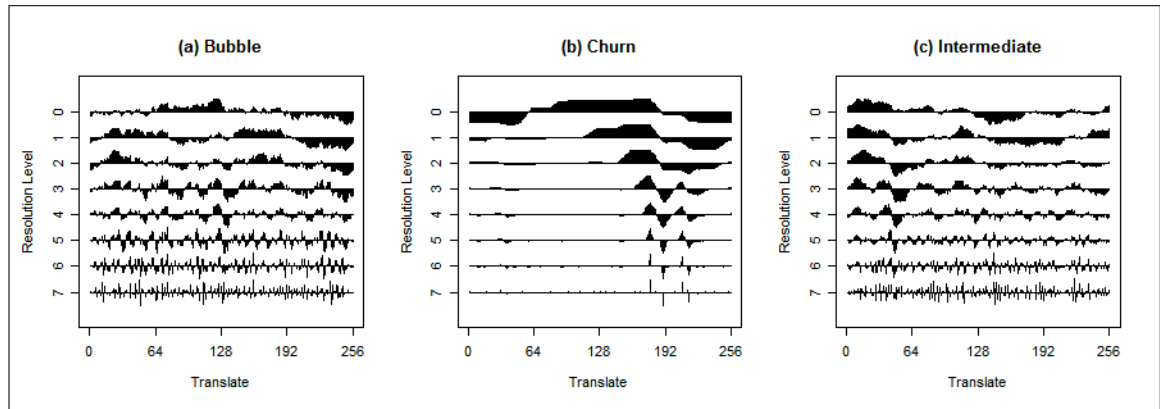 (a) Bubble
Resolution Level
0
1
2
3
4
5
6
7
0 64 128 192 256
Translate
(b) Churn
Resolution Level
0
1
2
3
4
5
6
7
0 64 128 192 256
Translate
(c) Intermediate
Resolution Level
0
1
2
3
4
5
6
7
0 64 128 192 256
Translate